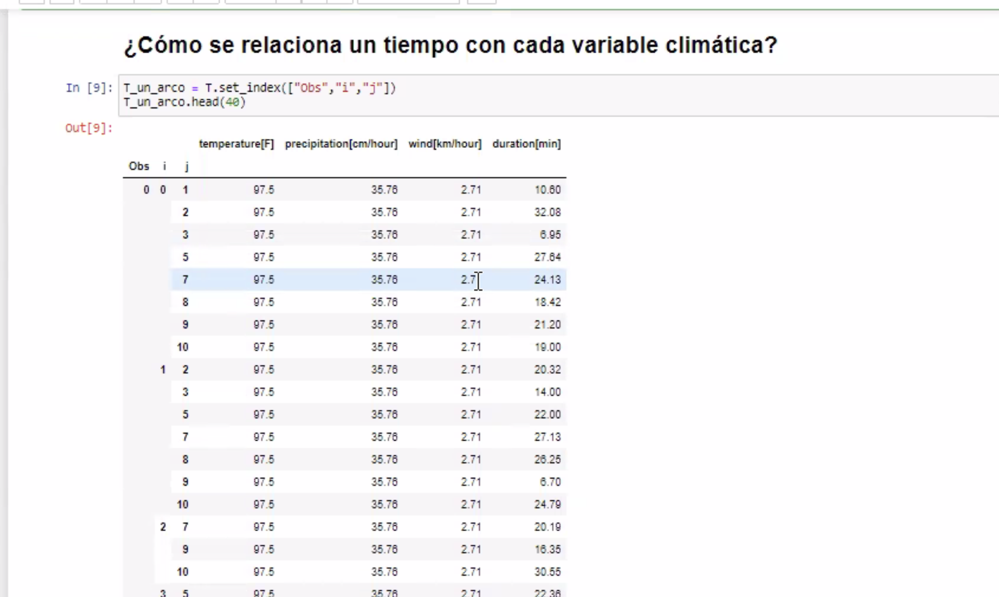 ¿Cómo se relaciona un tiempo con cada variable climática?
In [9]: T_un_arco = T.set_index(["Obs","i","j"])
T_un_arco.head(40)
Out[9]:
temperature[F] precipitation[cm/hour] wind[km/hour] duration[min]
Obs i j
0 0 1 97.5 35.76 2.71 10.60
2 97.5 35.76 2.71 32.08
3 97.5 35.76 2.71 6.95
5 97.5 35.76 2.71 27.64
7 97.5 35.76 2.7 24.13
8 97.5 35.76 2.71 18.42
9 97.5 35.76 2.71 21.20
10 97.5 35.76 2.71 19.00
1 2 97.5 35.76 2.71 20.32
3 97.5 35.76 2.71 14.00
5 97.5 35.76 2.71 22.00
7 97.5 35.76 2.71 27.13
8 97.5 35.76 2.71 26.25
9 97.5 35.76 2.71 6.70
10 97.5 35.76 2.71 24.79
2 7 97.5 35.76 2.71 20.19
9 97.5 35.76 2.71 16.35
10 97.5 35.76 2.71 30.55
3 5 97.5 35.76 2.71 22.36